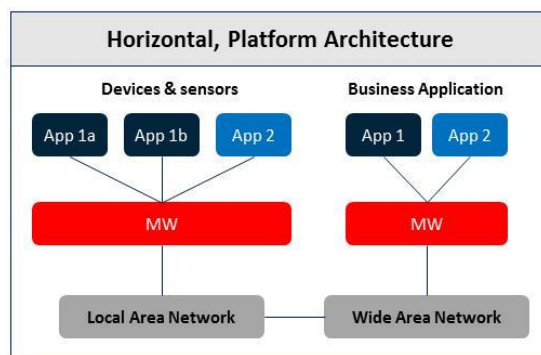 Horizontal, Platform Architecture
Devices & sensors
Business Application
App 1a
App 1b
App 2
App 1
App 2
MW
MW
Local Area Network
Wide Area Network